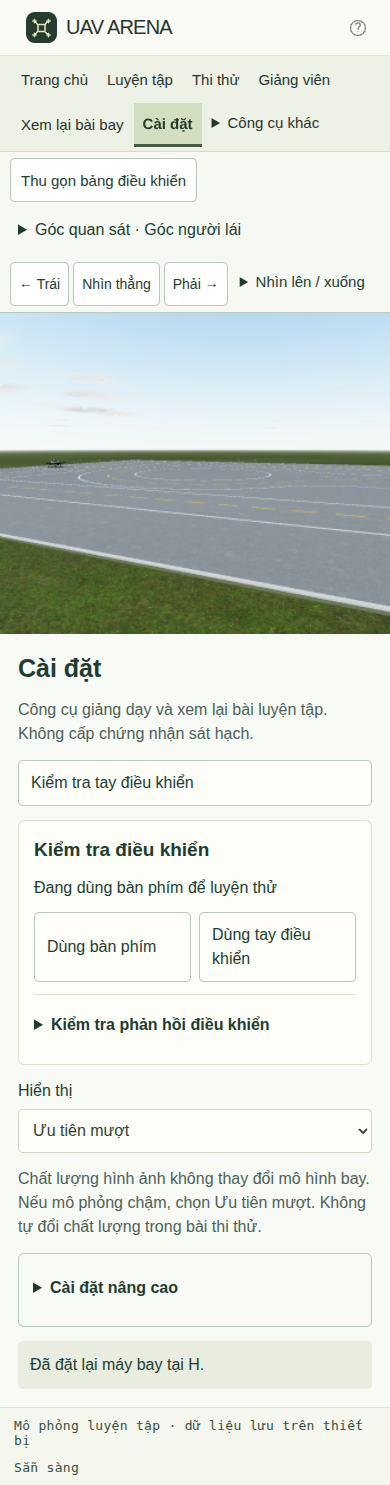 UAV ARENA
Trang chủ Luyện tập Thi thử Giảng viên
Xem lại bài bay Cài đặt ▶ Công cụ khác
Thu gọn bảng điều khiển
▶ Góc quan sát · Góc người lái
← Trái Nhìn thẳng Phải → ▶ Nhìn lên / xuống
Cài đặt
Công cụ giảng dạy và xem lại bài luyện tập.
Không cấp chứng nhận sát hạch.
Kiểm tra tay điều khiển
Kiểm tra điều khiển
Đang dùng bàn phím để luyện thử
Dùng bàn phím
Dùng tay điều
khiển
▶ Kiểm tra phản hồi điều khiển
Hiển thị
Ưu tiên mượt
Chất lượng hình ảnh không thay đổi mô hình bay.
Nếu mô phỏng chậm, chọn Ưu tiên mượt. Không
tự đổi chất lượng trong bài thi thử.
▶ Cài đặt nâng cao
Đã đặt lại máy bay tại H.
Mô phỏng luyện tập · dữ liệu lưu trên thiết
bị
Sẵn sàng